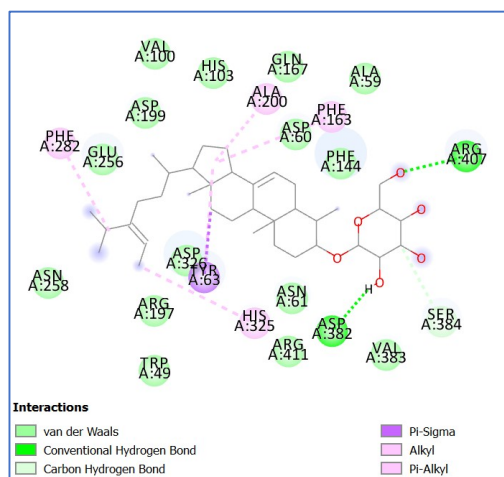 VAL
A:100
HIS
A:103
GLN
A:167
ALA
A:59
ASP
A:199
ALA
A:200
PHE
A:163
ASP
A:60
PHE
A:282
GLU
A:256
PHE
A:144
ARG
A:407
O
O
O
O
O
O
H
ASP
A:326
TYR
A:63
ASN
A:258
ARG
A:197
HIS
A:325
ASN
A:61
ASP
A:382
SER
A:384
TRP
A:49
ARG
A:411
VAL
A:383
Interactions
van der Waals
Conventional Hydrogen Bond
Carbon Hydrogen Bond
Pi-Sigma
Alkyl
Pi-Alkyl